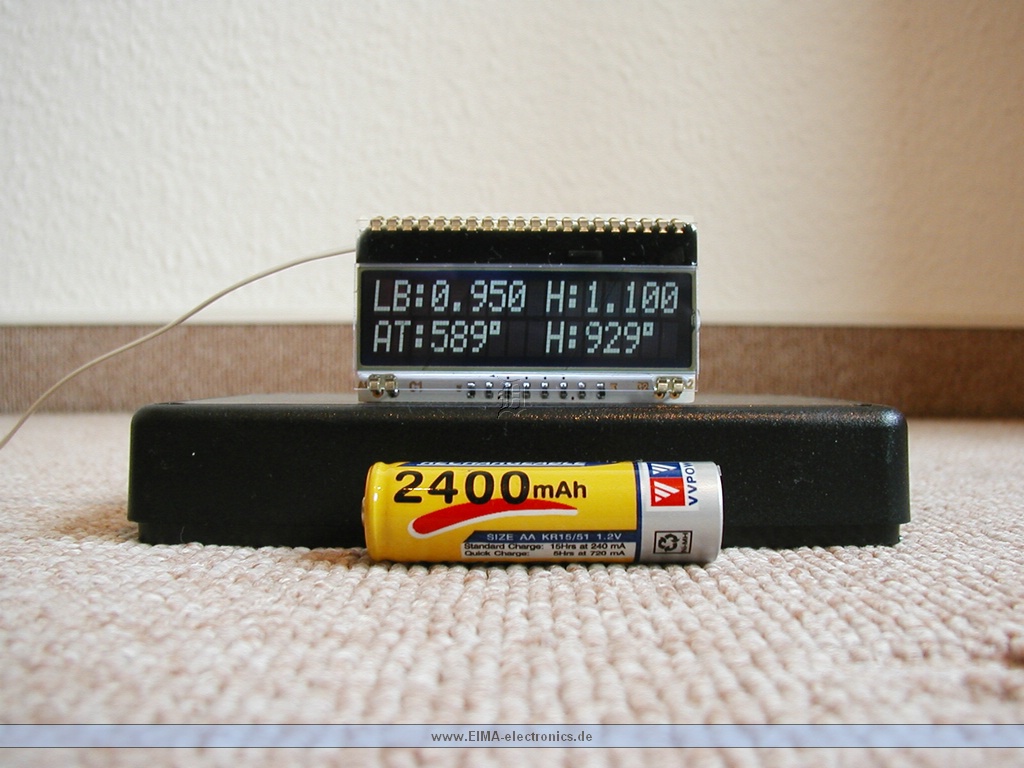 LB:0.950 H:1.100
AT:589° H:929°
2400mAh
VVPOW
SIZE AA KR15/51 1.2V
Standard Charge: 15Hrs at 240 mA
Quick Charge: 5Hrs at 720 mA
www.EIMA-electronics.de